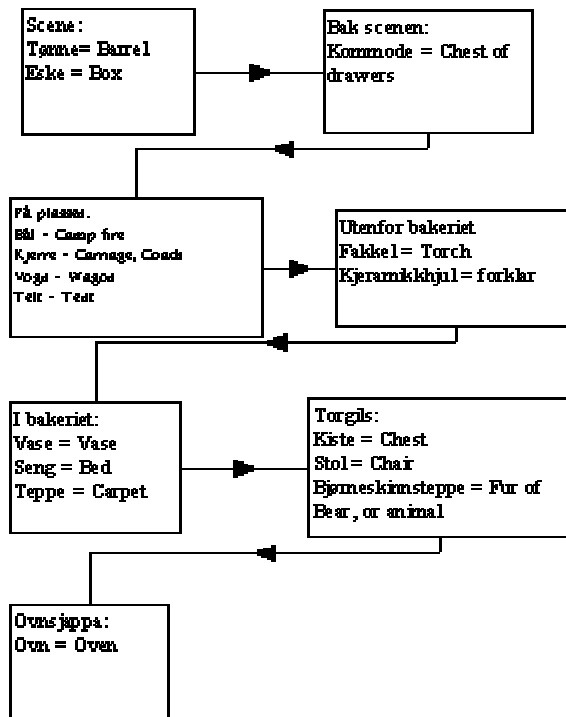 Scene:
Tønne= Barrel
Eske = Box
Bak scenen:
Kommode = Chest of
drawers
På plassen:
Bål - Camp fire
Kjerre - Carriage, Coach
Vogn - Wagon
Telt - Tent
Utenfor bakeriet
Fakkel = Torch
Kjeramikkhjul = forklar
I bakeriet:
Vase = Vase
Seng = Bed
Teppe = Carpet
Torgils:
Kiste = Chest
Stol = Chair
Bjørneskinnsteppe = Fur of
Bear, or animal
Ovnsjappa:
Ovn = Oven